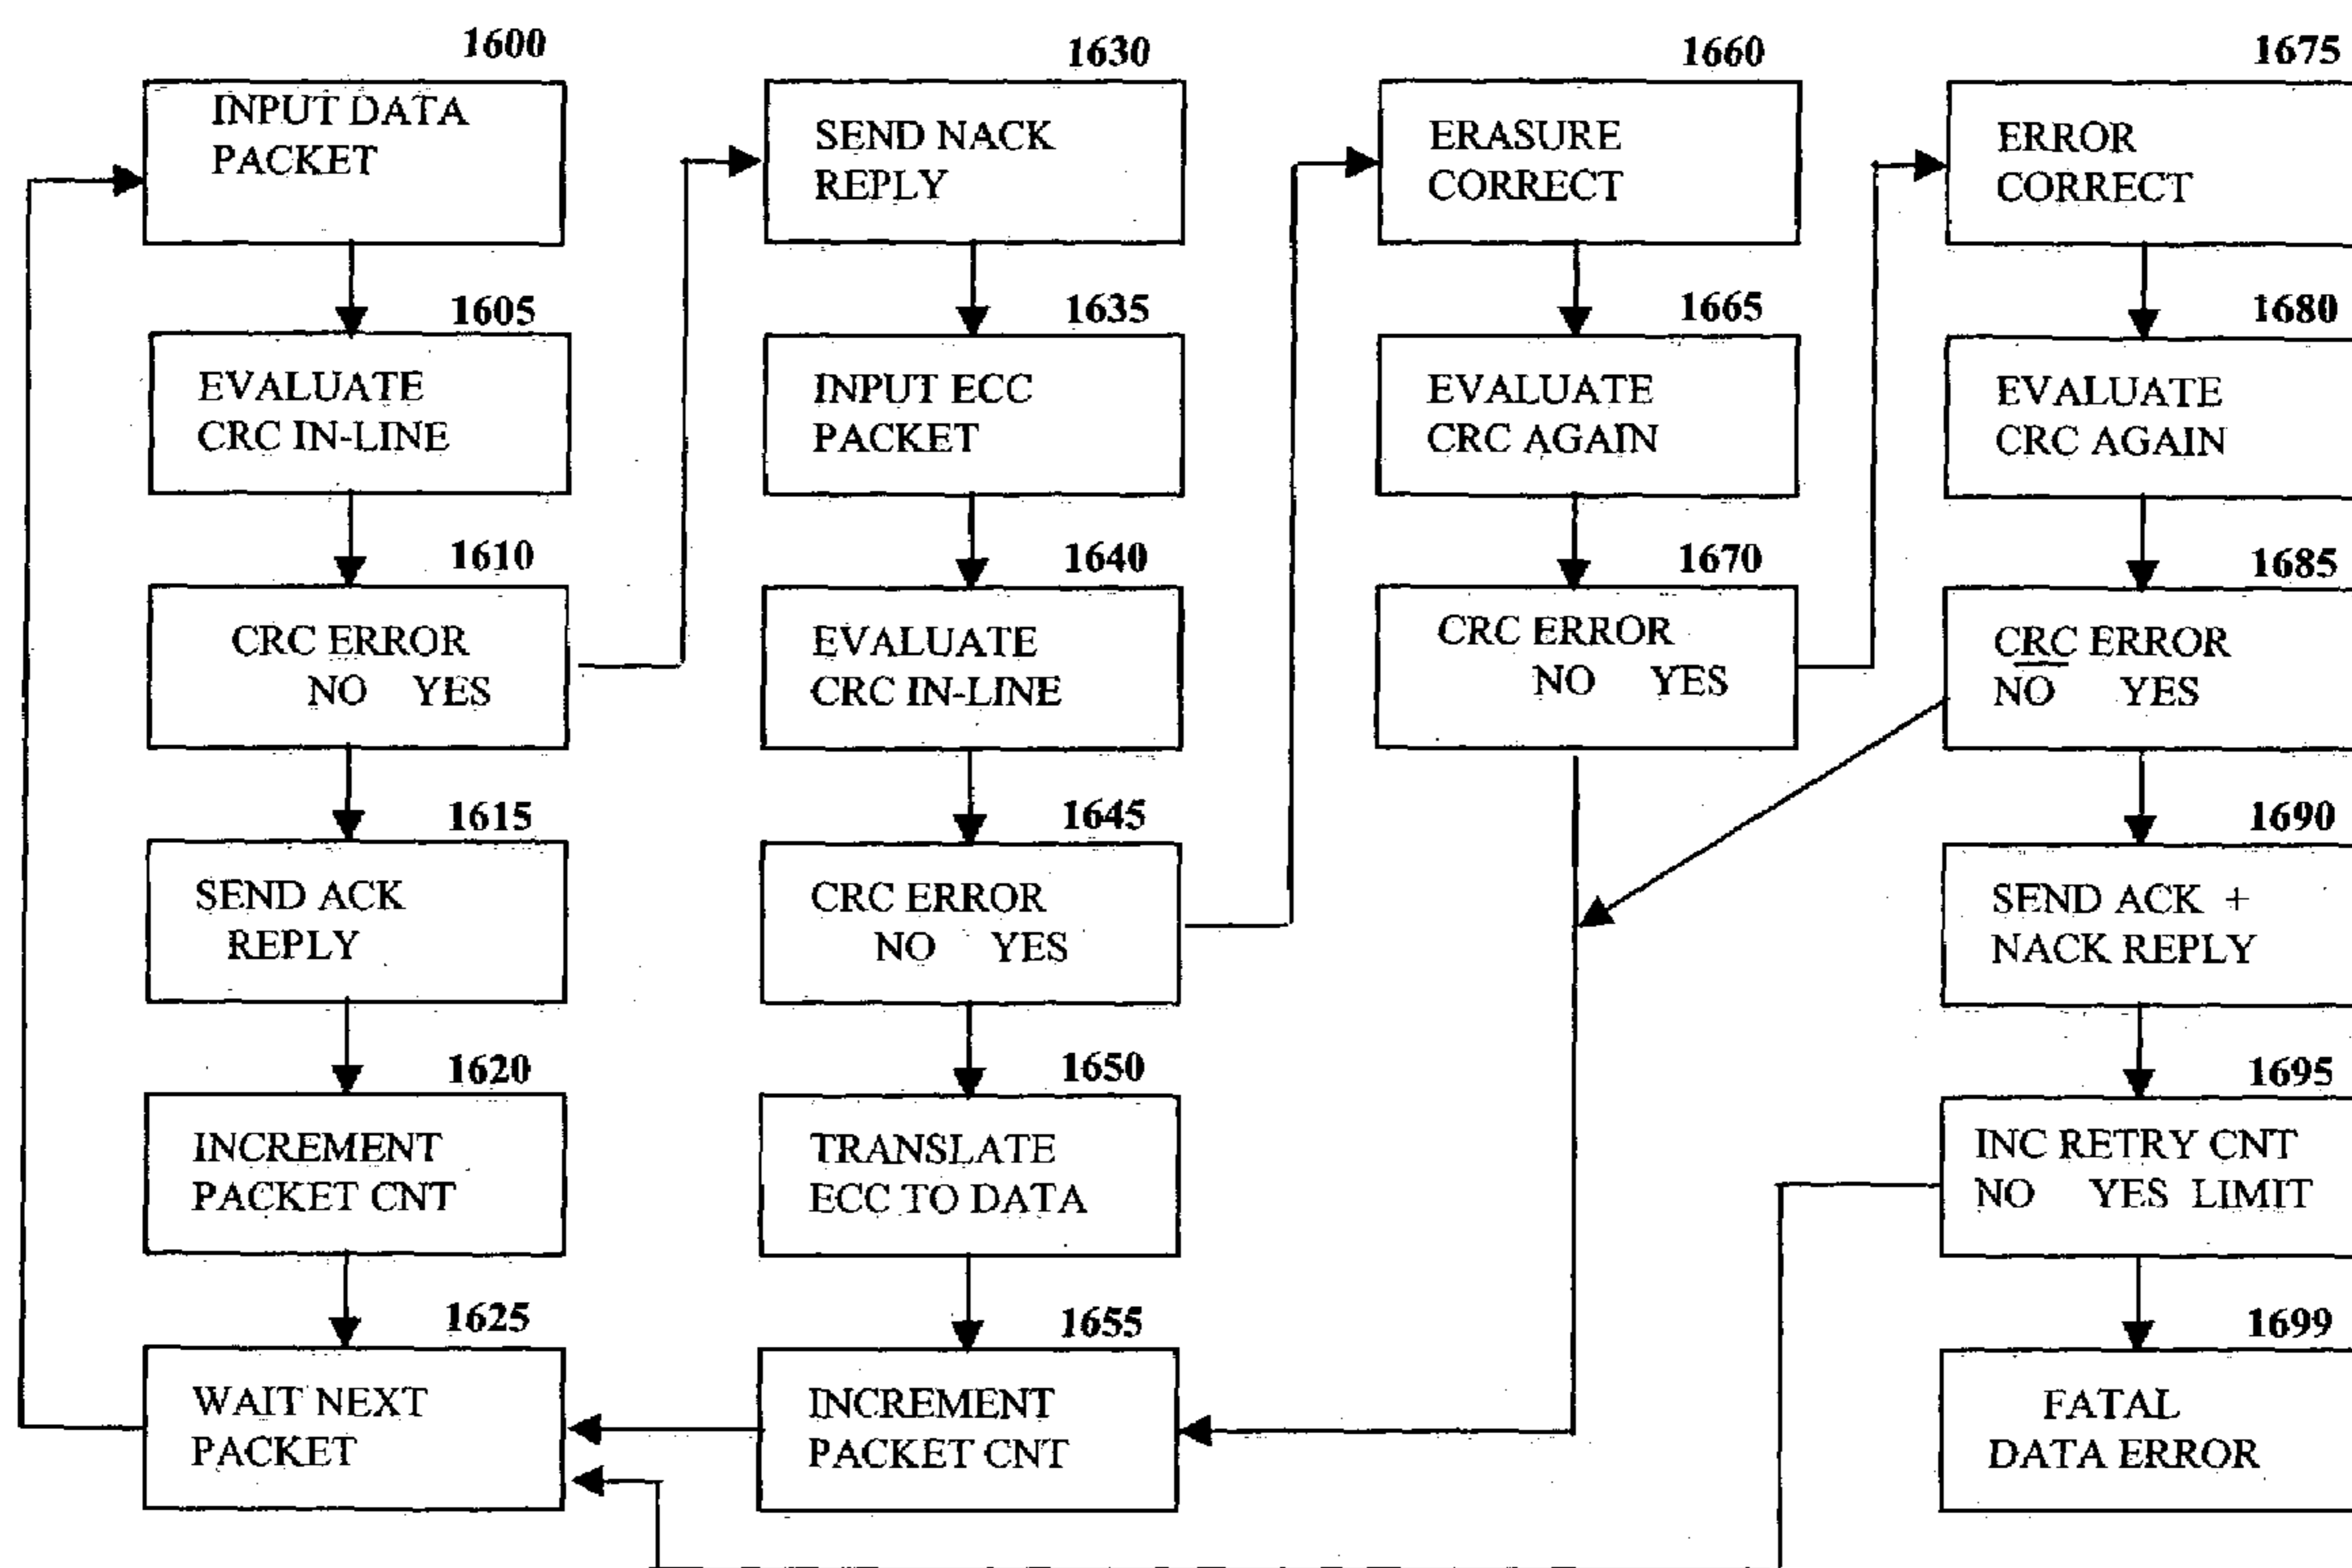 1600
INPUT DATA
PACKET
1605
EVALUATE
CRC IN-LINE
1610
CRC ERROR
NO YES
1615
SEND ACK
REPLY
1620
INCREMENT
PACKET CNT
1625
WAIT NEXT
PACKET
1630
SEND NACK
REPLY
1635
INPUT ECC
PACKET
1640
EVALUATE
CRC IN-LINE
1645
CRC ERROR
NO YES
1650
TRANSLATE
ECC TO DATA
1655
INCREMENT
PACKET CNT
1660
ERASURE
CORRECT
1665
EVALUATE
CRC AGAIN
1670
CRC ERROR
NO YES
1675
ERROR
CORRECT
1680
EVALUATE
CRC AGAIN
1685
CRC ERROR
NO YES
1690
SEND ACK +
NACK REPLY
1695
INC RETRY CNT
NO YES LIMIT
1699
FATAL
DATA ERROR